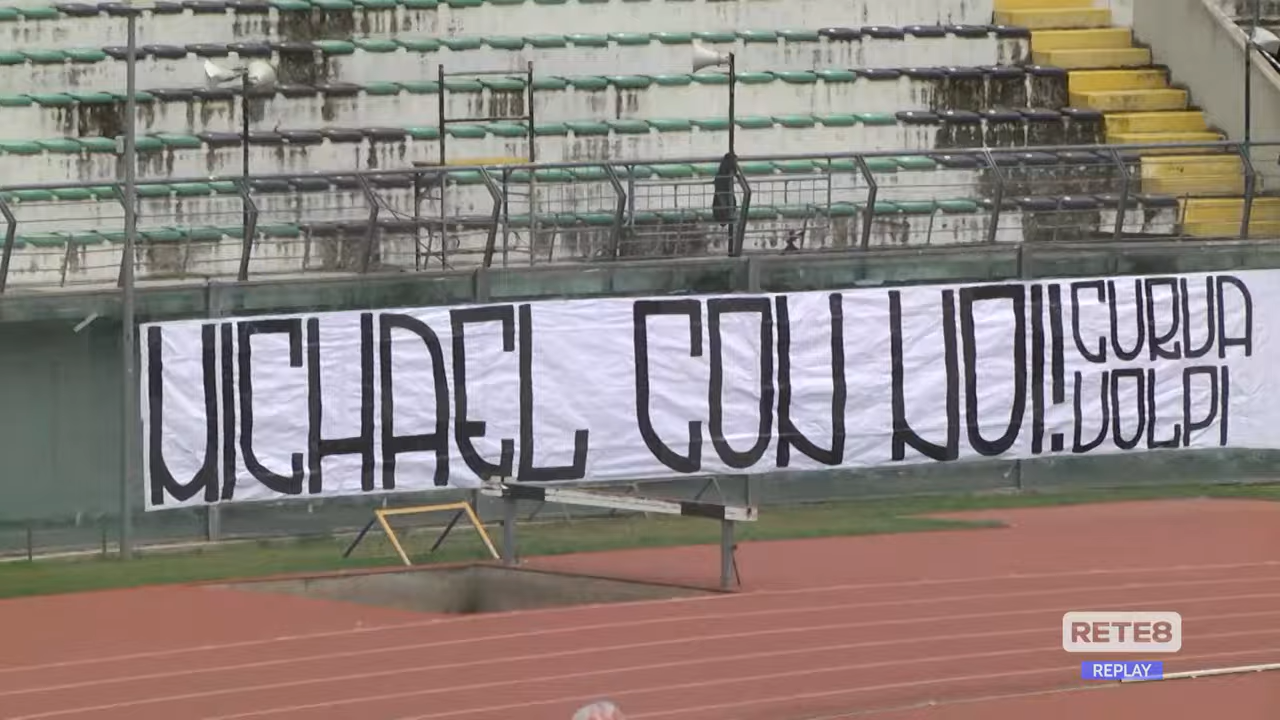 MICHAEL CON NOI!!
CURVA
VOLPI
RETE8
REPLAY